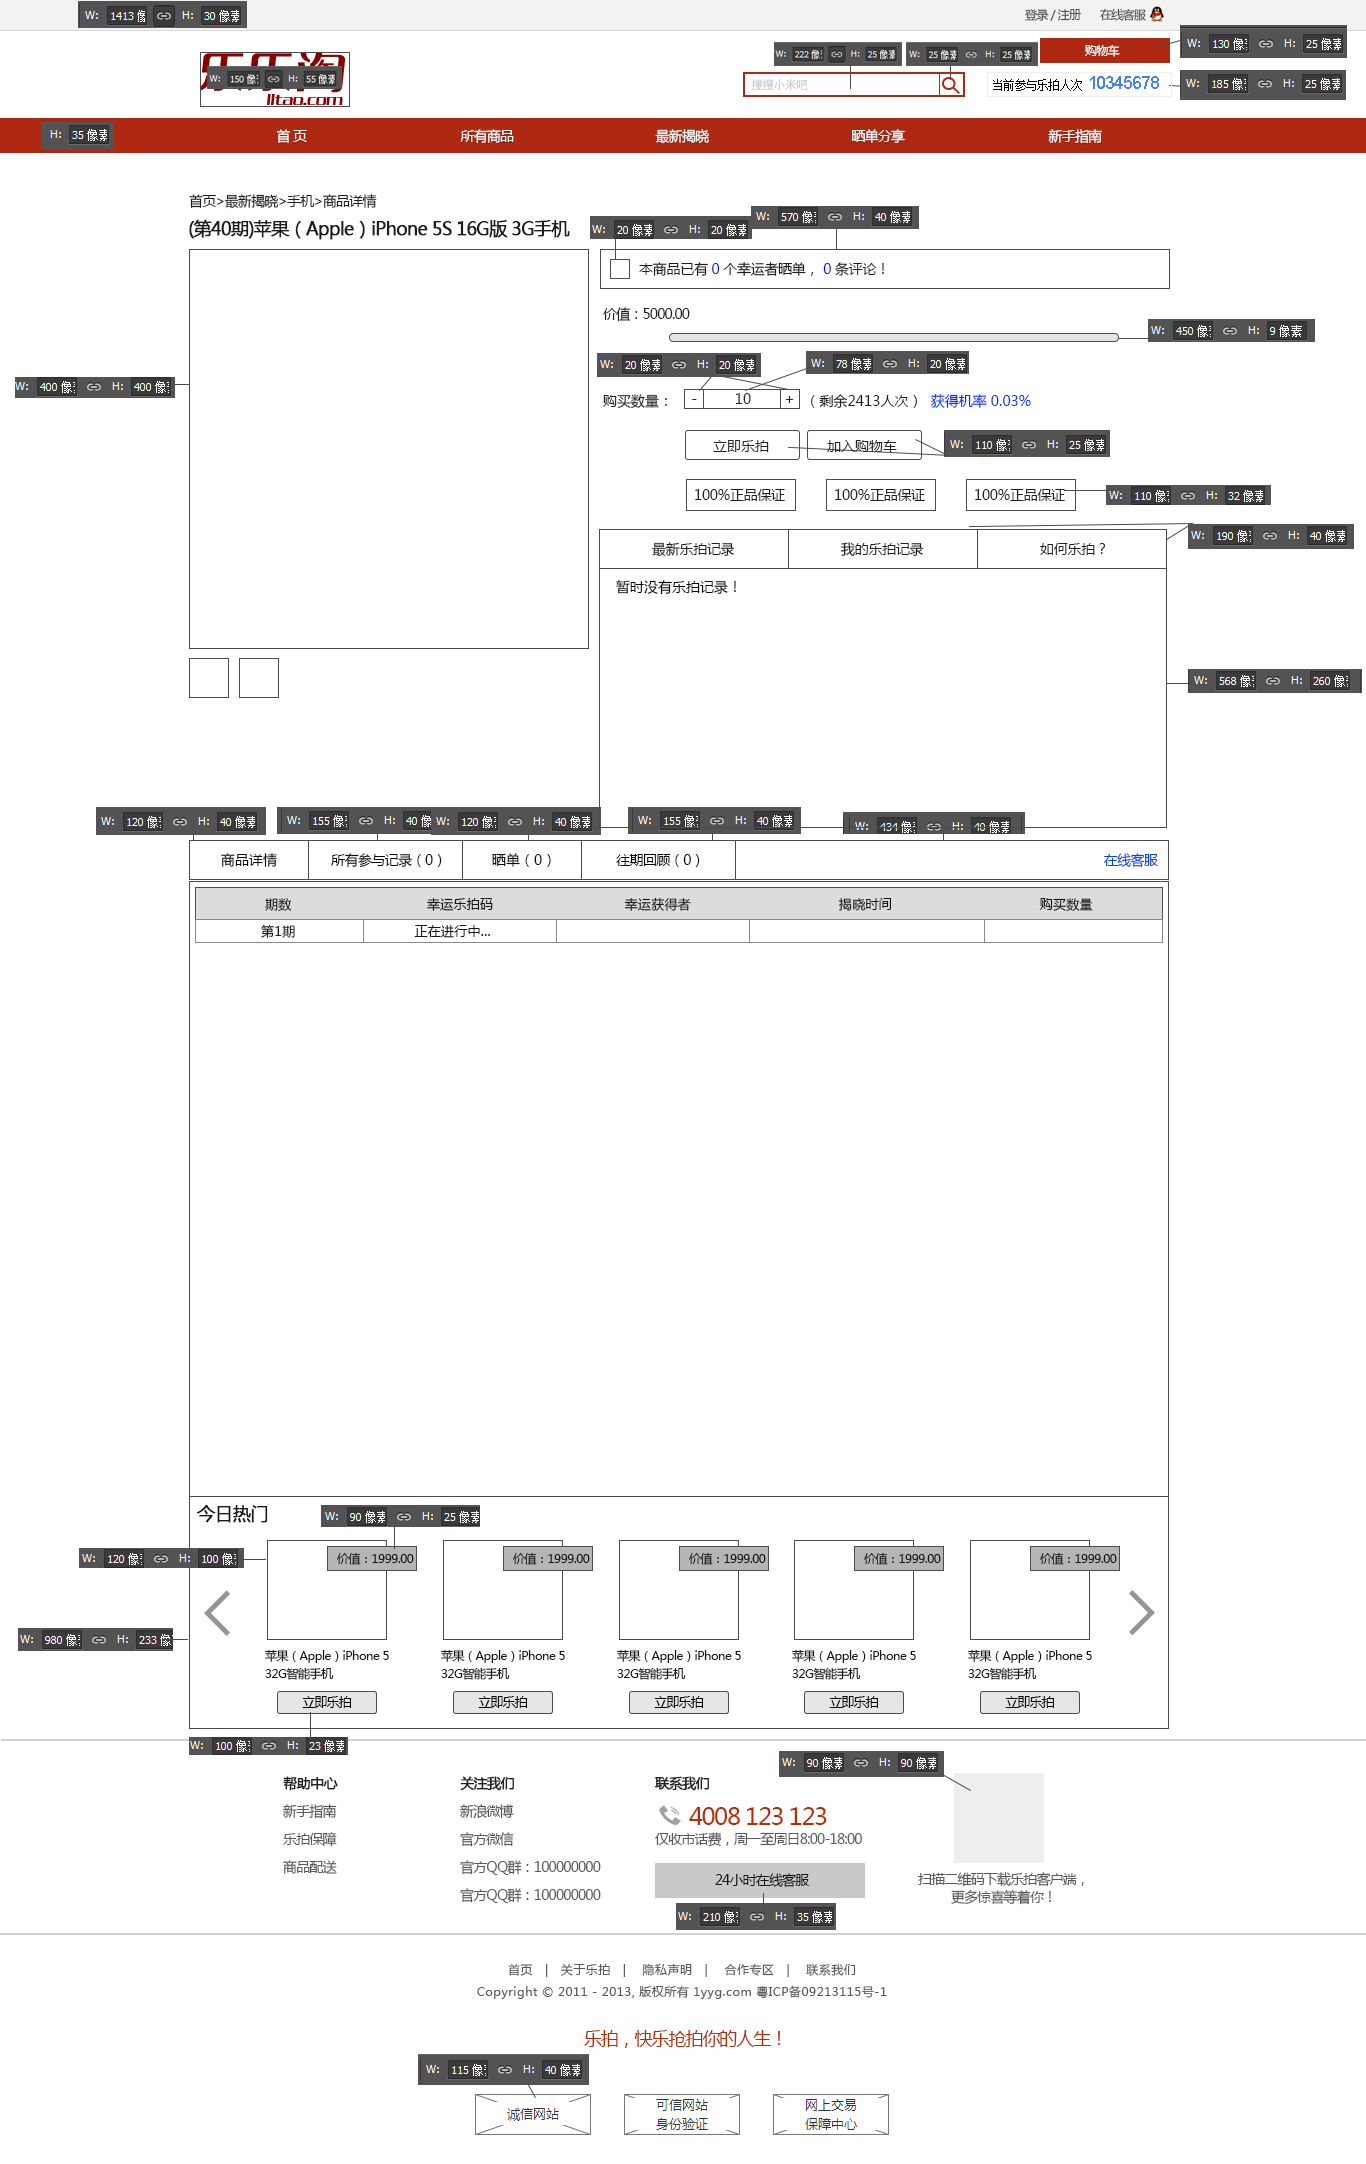 W: 1413 像 H: 30 像素
登录 / 注册
在线客服
乐乐淘
lltao.com
W: 150 像素 H: 55 像素
W: 222 像素 H: 25 像素
W: 25 像素 H: 25 像素
购物车
W: 130 像素 H: 25 像素
搜搜小米吧
当前参与乐拍人次 10345678
W: 185 像素 H: 25 像素
H: 35 像素
首 页
所有商品
最新揭晓
晒单分享
新手指南
首页>最新揭晓>手机>商品详情
(第40期)苹果（Apple）iPhone 5S 16G版 3G手机
W: 20 像素 H: 20 像素
W: 570 像素 H: 40 像素
本商品已有 0 个幸运者晒单， 0 条评论！
价值：5000.00
W: 450 像素 H: 9 像素
W: 20 像素 H: 20 像素
W: 78 像素 H: 20 像素
W: 400 像素 H: 400 像素
购买数量： - 10 + （ 剩余2413人次 ） 获得机率 0.03%
立即乐拍
加入购物车
W: 110 像素 H: 25 像素
100%正品保证
100%正品保证
100%正品保证
W: 110 像素 H: 32 像素
W: 190 像素 H: 40 像素
最新乐拍记录
我的乐拍记录
如何乐拍？
暂时没有乐拍记录！
W: 568 像素 H: 260 像素
W: 120 像素 H: 40 像素
W: 155 像素 H: 40 像
W: 120 像素 H: 40 像素
W: 155 像素 H: 40 像素
W: 434 像素 H: 40 像素
商品详情
所有参与记录（0）
晒单（0）
往期回顾（0）
在线客服
期数 幸运乐拍码 幸运获得者 揭晓时间 购买数量
第1期 正在进行中...
今日热门
W: 90 像素 H: 25 像素
W: 120 像素 H: 100 像素
价值：1999.00
价值：1999.00
价值：1999.00
价值：1999.00
价值：1999.00
W: 980 像素 H: 233 像素
苹果（Apple）iPhone 5
32G智能手机
苹果（Apple）iPhone 5
32G智能手机
苹果（Apple）iPhone 5
32G智能手机
苹果（Apple）iPhone 5
32G智能手机
苹果（Apple）iPhone 5
32G智能手机
立即乐拍
立即乐拍
立即乐拍
立即乐拍
立即乐拍
W: 100 像素 H: 23 像素
W: 90 像素 H: 90 像素
帮助中心
新手指南
乐拍保障
商品配送
关注我们
新浪微博
官方微信
官方QQ群：100000000
官方QQ群：100000000
联系我们
4008 123 123
仅收市话费，周一至周日8:00-18:00
24小时在线客服
W: 210 像素 H: 35 像素
扫描二维码下载乐拍客户端，
更多惊喜等着你！
首页 | 关于乐拍 | 隐私声明 | 合作专区 | 联系我们
Copyright © 2011 - 2013, 版权所有 1yyg.com 粤ICP备09213115号-1
乐拍，快乐抢拍你的人生！
W: 115 像素 H: 40 像素
诚信网站
可信网站
身份验证
网上交易
保障中心